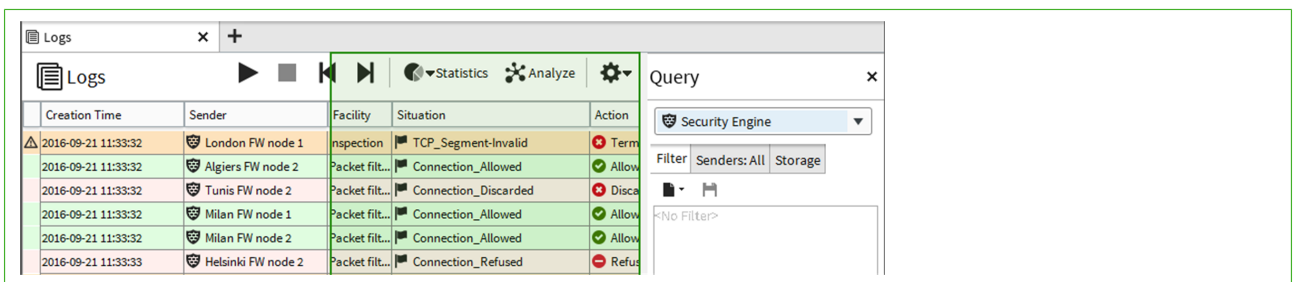 Logs
Logs Statistics Analyze Query
Creation Time Sender Facility Situation Action
2016-09-21 11:33:32 London FW node 1 nspection TCP_Segment-Invalid Term
2016-09-21 11:33:32 Algiers FW node 2 Packet filt... Connection_Allowed Allow
2016-09-21 11:33:32 Tunis FW node 2 Packet filt... Connection_Discarded Disca
2016-09-21 11:33:32 Milan FW node 1 Packet filt... Connection_Allowed Allow
2016-09-21 11:33:32 Milan FW node 2 Packet filt... Connection_Allowed Allow
2016-09-21 11:33:33 Helsinki FW node 2 Packet filt... Connection_Refused Refus
Security Engine
Filter Senders: All Storage
<No Filter>